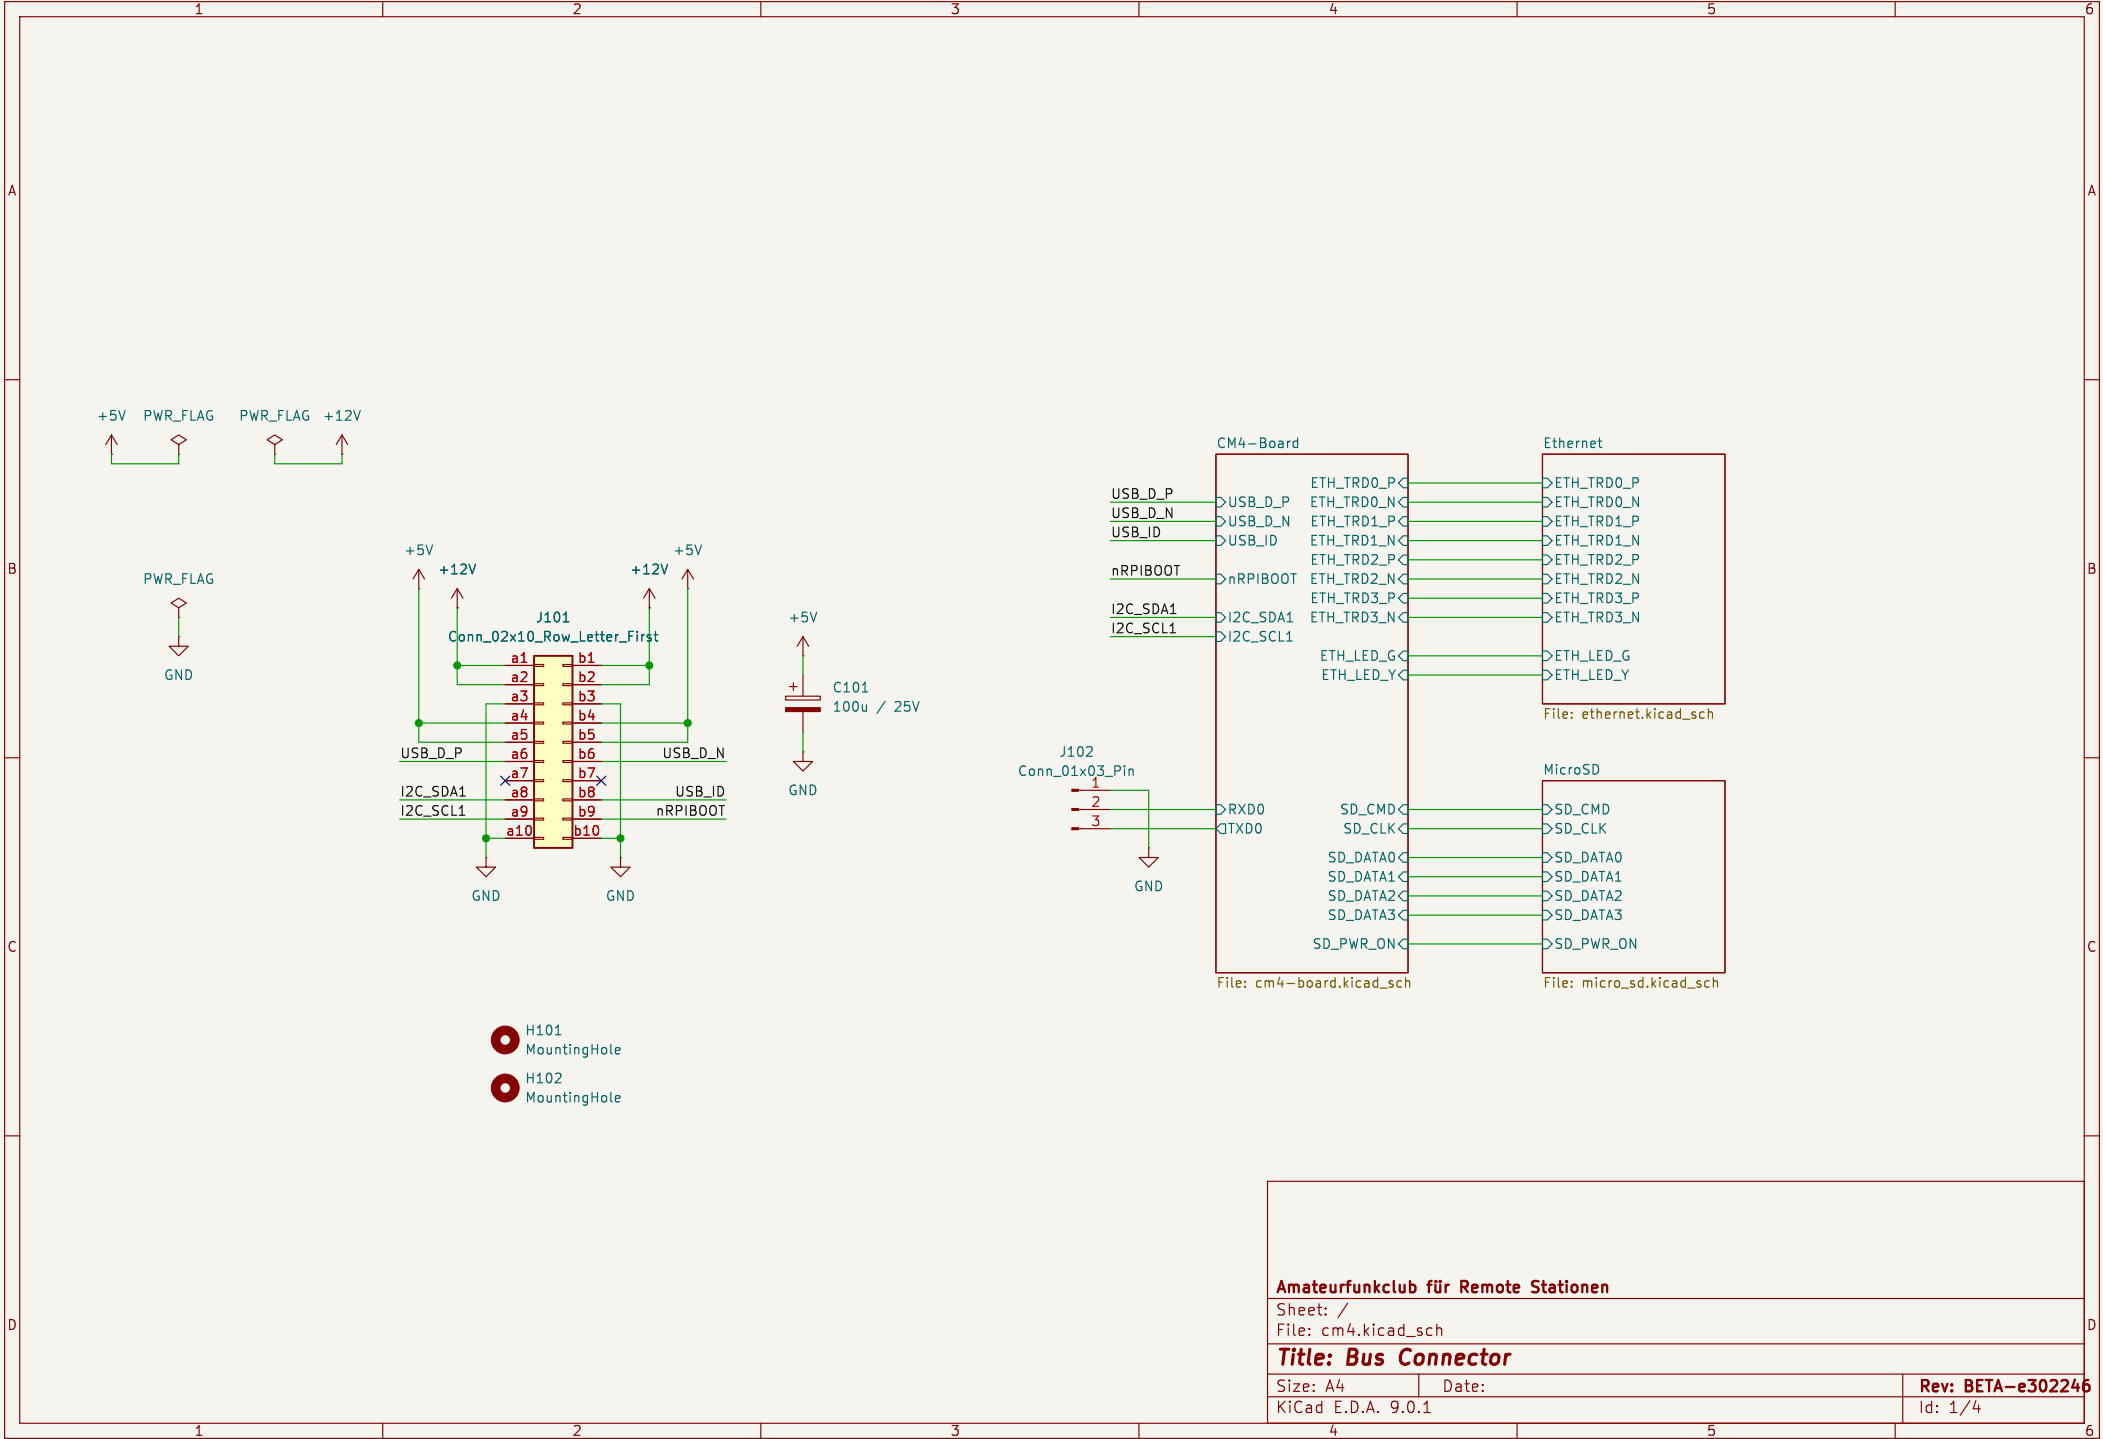 1 2 3 4 5 6
A A
B B
C C
D D
+5V PWR_FLAG PWR_FLAG +12V
PWR_FLAG
GND
+5V +5V
+12V +12V
J101
Conn_02x10_Row_Letter_First
a1 b1
a2 b2
a3 b3
a4 b4
a5 b5
USB_D_P a6 b6 USB_D_N
a7 b7
I2C_SDA1 a8 b8 USB_ID
I2C_SCL1 a9 b9 nRPIBOOT
a10 b10
GND GND
+5V
+
C101
100u / 25V
GND
H101
MountingHole
H102
MountingHole
J102
Conn_01x03_Pin
1
2
3
GND
CM4-Board
USB_D_P USB_D_P
USB_D_N USB_D_N
USB_ID USB_ID
nRPIBOOT nRPIBOOT
I2C_SDA1 I2C_SDA1
I2C_SCL1 I2C_SCL1
RXD0
TXD0
ETH_TRD0_P
ETH_TRD0_N
ETH_TRD1_P
ETH_TRD1_N
ETH_TRD2_P
ETH_TRD2_N
ETH_TRD3_P
ETH_TRD3_N
ETH_LED_G
ETH_LED_Y
SD_CMD
SD_CLK
SD_DATA0
SD_DATA1
SD_DATA2
SD_DATA3
SD_PWR_ON
File: cm4-board.kicad_sch
Ethernet
ETH_TRD0_P
ETH_TRD0_N
ETH_TRD1_P
ETH_TRD1_N
ETH_TRD2_P
ETH_TRD2_N
ETH_TRD3_P
ETH_TRD3_N
ETH_LED_G
ETH_LED_Y
File: ethernet.kicad_sch
MicroSD
SD_CMD
SD_CLK
SD_DATA0
SD_DATA1
SD_DATA2
SD_DATA3
SD_PWR_ON
File: micro_sd.kicad_sch
Amateurfunkclub für Remote Stationen
Sheet: /
File: cm4.kicad_sch
Title: Bus Connector
Size: A4 Date: Rev: BETA-e302246
KiCad E.D.A. 9.0.1 Id: 1/4
1 2 3 4 5 6